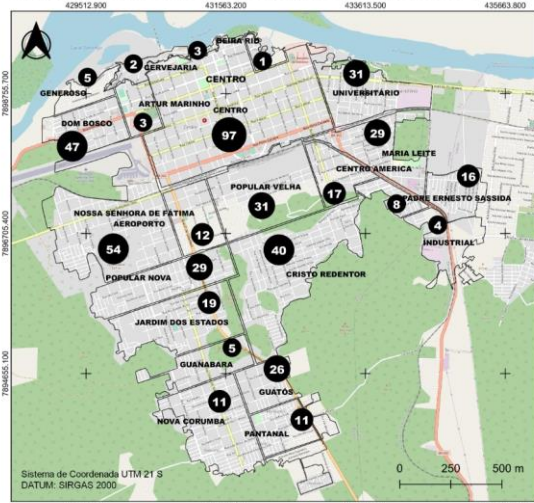 429512.900 431563.200 433613.500 435663.800
7898755.700
7896705.400
7894655.100
BEIRA RIO
3
1
2
CERVEJARIA
5
GENEROSO
CENTRO
31
UNIVERSITÁRIO
ARTUR MARINHO
CENTRO
DOM BOSCO
3
97
29
47
MARIA LEITE
CENTRO AMERICA
16
POPULAR VELHA
17
PADRE ERNESTO SASSIDA
31
8
NOSSA SENHORA DE FÁTIMA
AEROPORTO
4
12
INDUSTRIAL
54
40
29
POPULAR NOVA
CRISTO REDENTOR
19
JARDIM DOS ESTADOS
5
GUANABARA
26
GUATÓS
11
NOVA CORUMBA
11
PANTANAL
Sistema de Coordenada UTM 21 S
DATUM: SIRGAS 2000
0 250 500 m